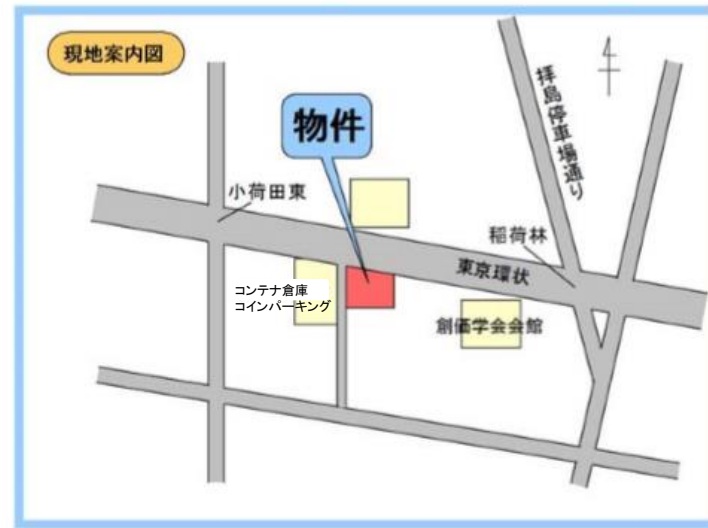 現地案内図
拝島停車場通り
物件
小荷田東
稲荷林
東京環状
コンテナ倉庫
コインパーキング
創価学会会館